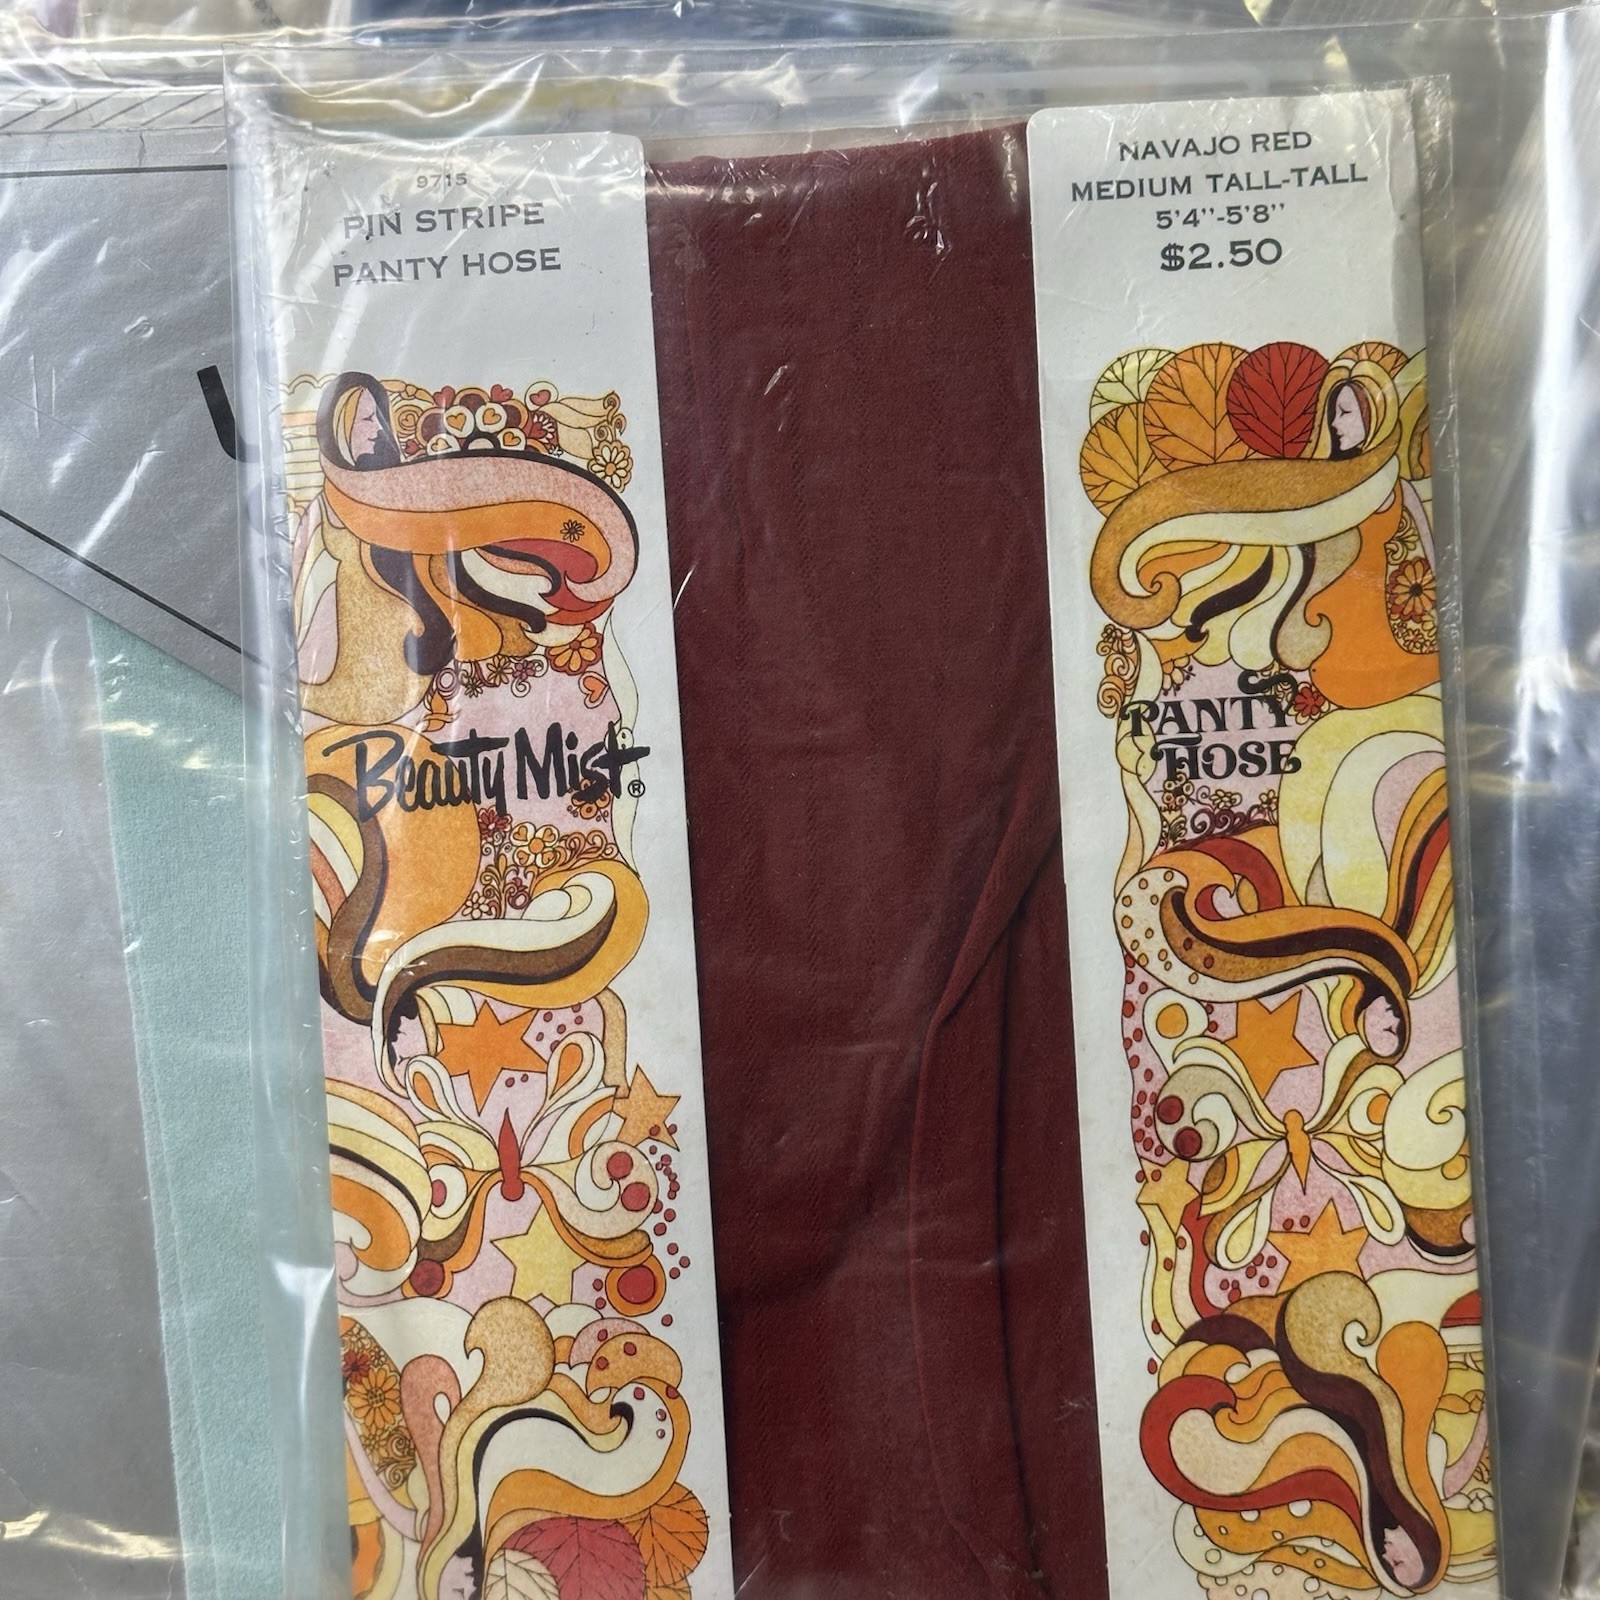 9715
PIN STRIPE
PANTY HOSE
Beauty Mist®
NAVAJO RED
MEDIUM TALL-TALL
5'4''-5'8''
$2.50
PANTY
HOSE